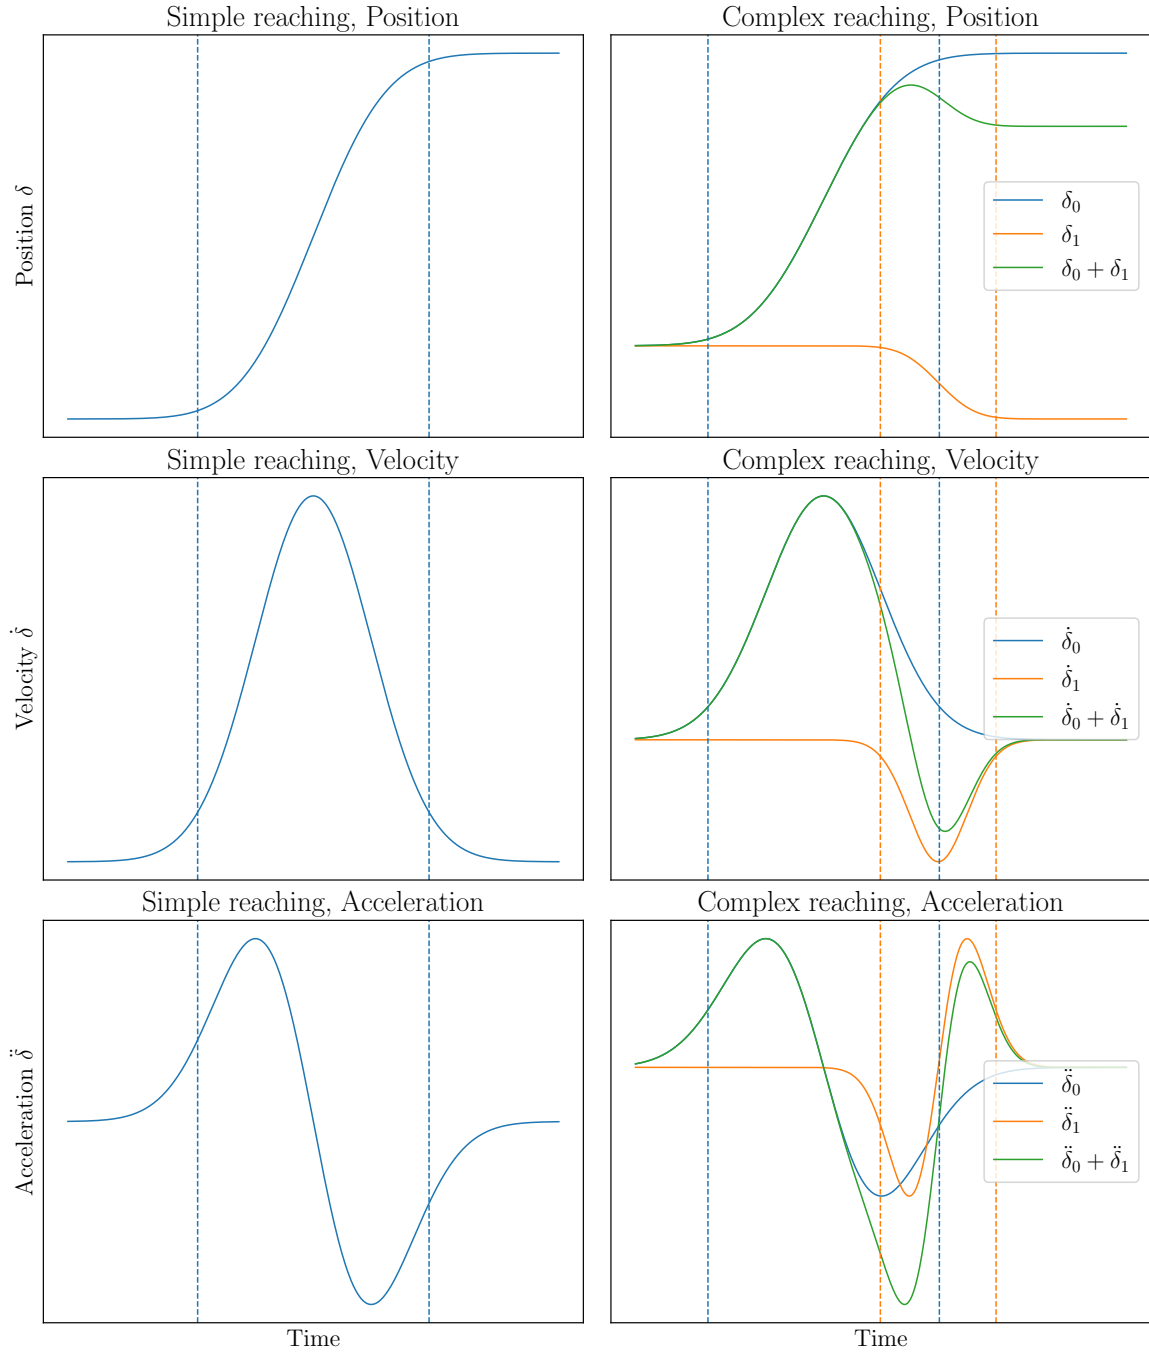 Simple reaching, Position
Complex reaching, Position
Position δ
δ₀
δ₁
δ₀ + δ₁
Simple reaching, Velocity
Complex reaching, Velocity
Velocity δ̇
δ̇₀
δ̇₁
δ̇₀ + δ̇₁
Simple reaching, Acceleration
Complex reaching, Acceleration
Acceleration δ̈
δ̈₀
δ̈₁
δ̈₀ + δ̈₁
Time
Time